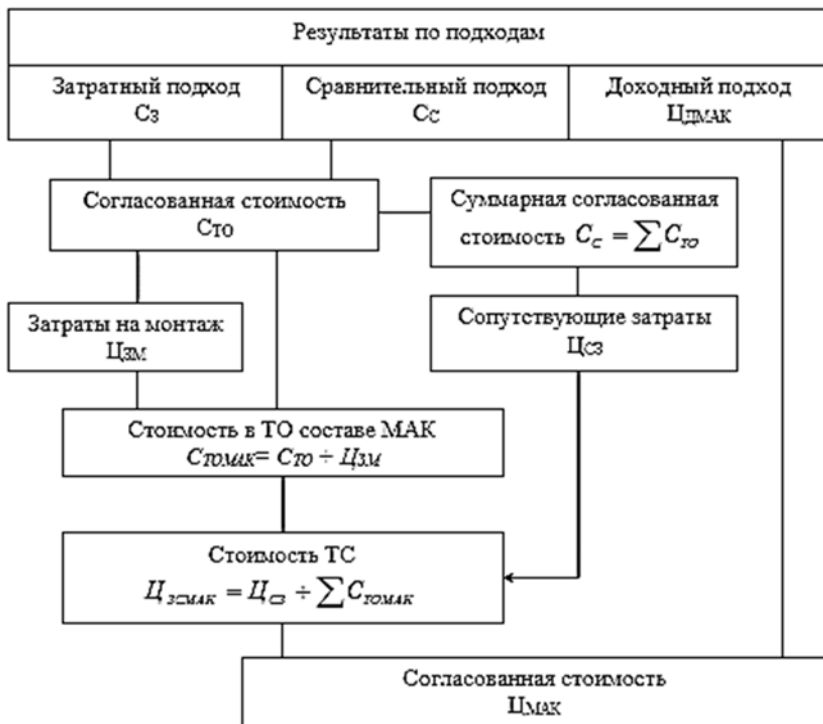 Результаты по подходам
Затратный подход
СЗ
Сравнительный подход
СС
Доходный подход
ЦДМАК
Согласованная стоимость
СТО
Суммарная согласованная
стоимость СС = ∑ СТО
Затраты на монтаж
ЦЗМ
Сопутствующие затраты
ЦСЗ
Стоимость в ТО составе МАК
СТОМАК= СТО ÷ ЦЗМ
Стоимость ТС
ЦЗСМАК = ЦСЗ ÷ ∑ СТОМАК
Согласованная стоимость
ЦМАК